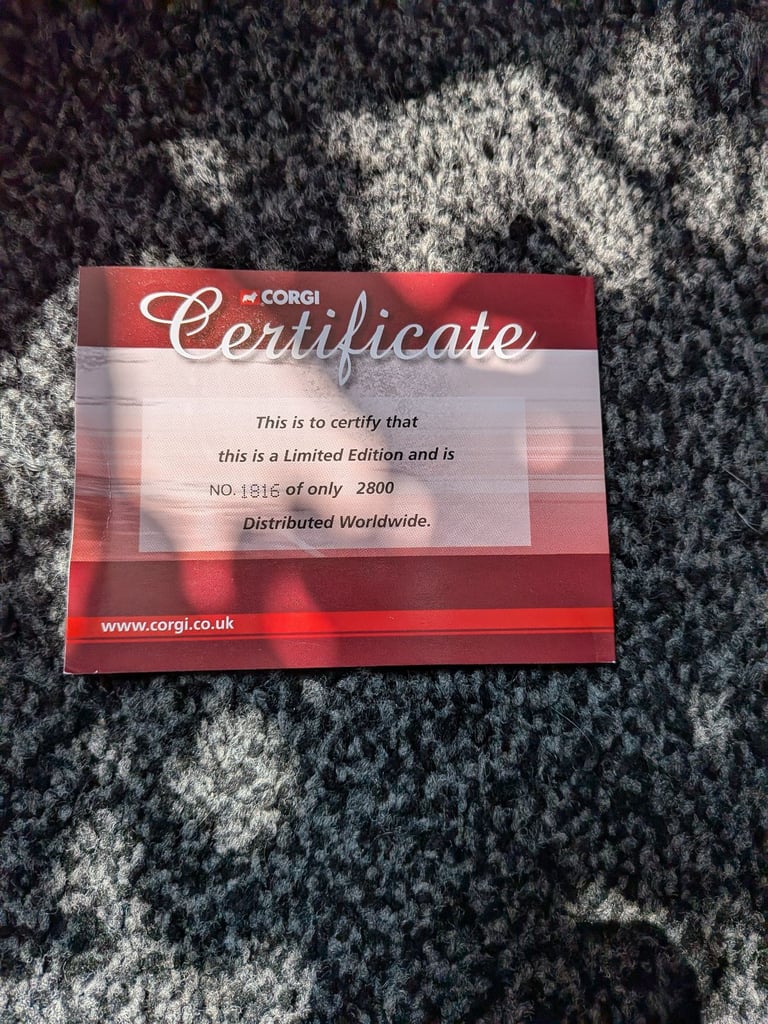 CORGI
Certificate
This is to certify that
this is a Limited Edition and is
NO. 1816 of only 2800
Distributed Worldwide.
www.corgi.co.uk